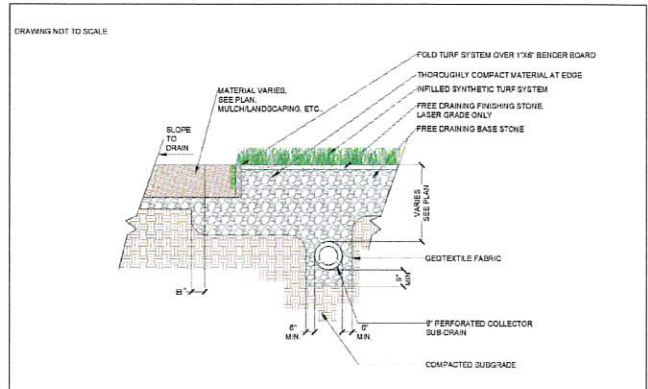 DRAWING NOT TO SCALE
FOLD TURF SYSTEM OVER 1"X6" BENDER BOARD
THOROUGHLY COMPACT MATERIAL AT EDGE
INFILLED SYNTHETIC TURF SYSTEM
FREE DRAINING FINISHING STONE,
LASER GRADE ONLY
FREE DRAINING BASE STONE
MATERIAL VARIES,
SEE PLAN,
MULCH/LANDSCAPING, ETC.
SLOPE
TO
DRAIN
VARIES
SEE PLAN
GEOTEXTILE FABRIC
MIN
8"
6"
MIN
6"
MIN
9" PERFORATED COLLECTOR
SUB-DRAIN
COMPACTED SUBGRADE